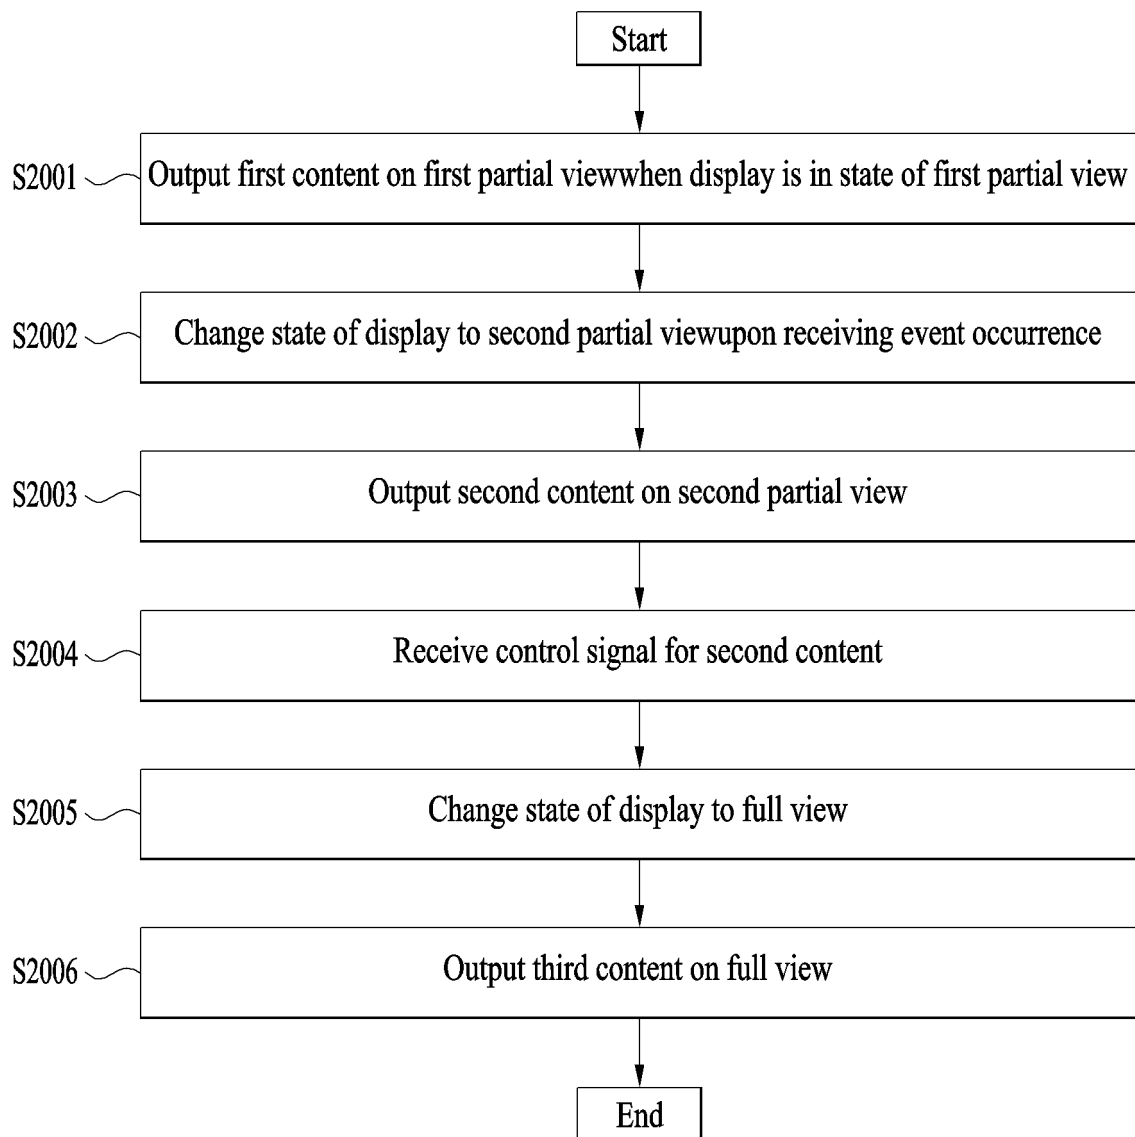 Start
S2001 Output first content on first partial viewwhen display is in state of first partial view
S2002 Change state of display to second partial viewupon receiving event occurrence
S2003 Output second content on second partial view
S2004 Receive control signal for second content
S2005 Change state of display to full view
S2006 Output third content on full view
End